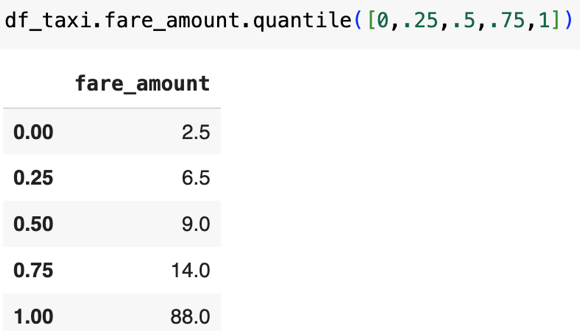 df_taxi.fare_amount.quantile([0,.25,.5,.75,1])
fare_amount
0.00 2.5
0.25 6.5
0.50 9.0
0.75 14.0
1.00 88.0